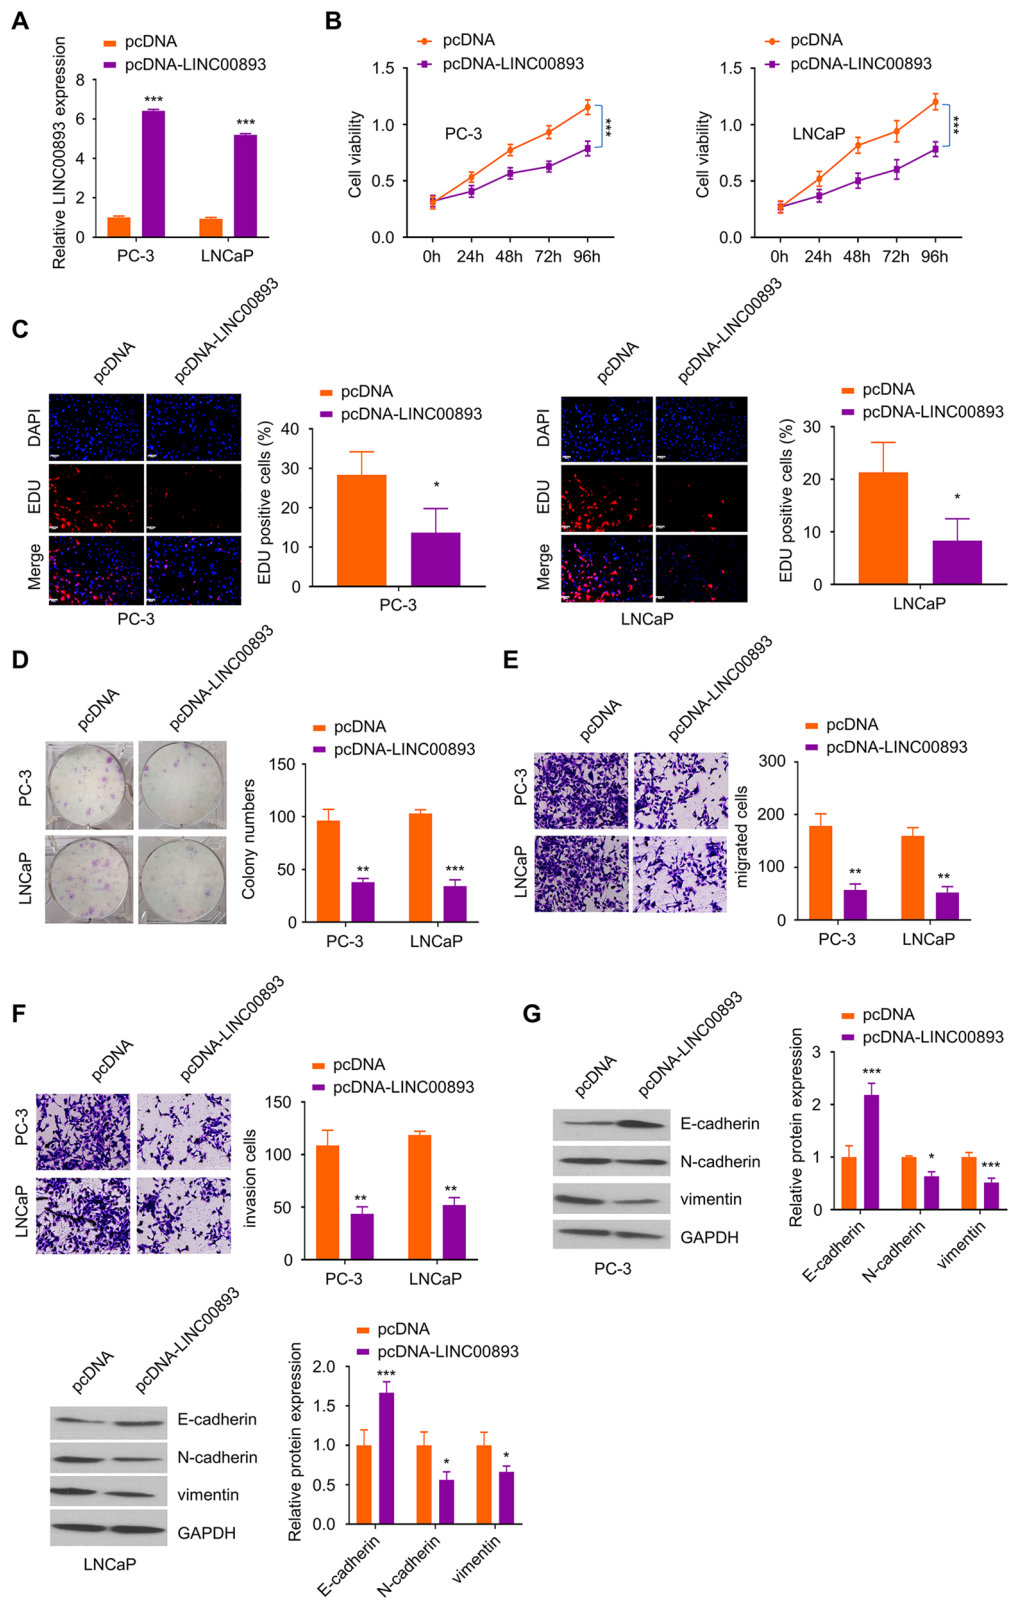 A
pcDNA
pcDNA-LINC00893
Relative LINC00893 expression
8
6
4
2
0
***
***
PC-3
LNCaP
B
pcDNA
pcDNA-LINC00893
Cell viability
1.5
1.0
0.5
0.0
PC-3
***
0h 24h 48h 72h 96h
pcDNA
pcDNA-LINC00893
Cell viability
1.5
1.0
0.5
0.0
LNCaP
***
0h 24h 48h 72h 96h
C
pcDNA
pcDNA-LINC00893
DAPI
EDU
Merge
PC-3
pcDNA
pcDNA-LINC00893
EDU positive cells (%)
40
30
20
10
0
*
PC-3
pcDNA
pcDNA-LINC00893
DAPI
EDU
Merge
LNCaP
pcDNA
pcDNA-LINC00893
EDU positive cells (%)
30
20
10
0
*
LNCaP
D
pcDNA
pcDNA-LINC00893
PC-3
LNCaP
pcDNA
pcDNA-LINC00893
Colony numbers
150
100
50
0
**
***
PC-3
LNCaP
E
pcDNA
pcDNA-LINC00893
PC-3
LNCaP
pcDNA
pcDNA-LINC00893
migrated cells
300
200
100
0
**
**
PC-3
LNCaP
F
pcDNA
pcDNA-LINC00893
PC-3
LNCaP
pcDNA
pcDNA-LINC00893
invasion cells
150
100
50
0
**
**
PC-3
LNCaP
G
pcDNA
pcDNA-LINC00893
E-cadherin
N-cadherin
vimentin
GAPDH
PC-3
pcDNA
pcDNA-LINC00893
Relative protein expression
3
2
1
0
***
*
***
E-cadherin
N-cadherin
vimentin
pcDNA
pcDNA-LINC00893
E-cadherin
N-cadherin
vimentin
GAPDH
LNCaP
pcDNA
pcDNA-LINC00893
Relative protein expression
2.0
1.5
1.0
0.5
0.0
***
*
*
E-cadherin
N-cadherin
vimentin